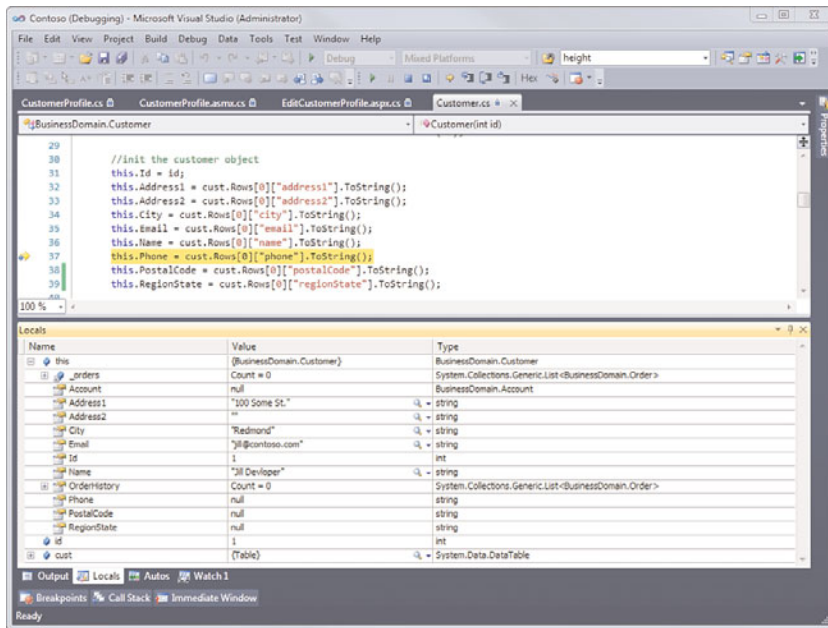 Contoso (Debugging) - Microsoft Visual Studio (Administrator)
File Edit View Project Build Debug Data Tools Test Window Help
Debug Mixed Platforms height
Hex
CustomerProfile.cs CustomerProfile.asmx.cs EditCustomerProfile.aspx.cs Customer.cs
BusinessDomain.Customer Customer(int id)
Properties
29
30 //init the customer object
31 this.Id = id;
32 this.Address1 = cust.Rows[0]["address1"].ToString();
33 this.Address2 = cust.Rows[0]["address2"].ToString();
34 this.City = cust.Rows[0]["city"].ToString();
35 this.Email = cust.Rows[0]["email"].ToString();
36 this.Name = cust.Rows[0]["name"].ToString();
37 this.Phone = cust.Rows[0]["phone"].ToString();
38 this.PostalCode = cust.Rows[0]["postalCode"].ToString();
39 this.RegionState = cust.Rows[0]["regionState"].ToString();
100 %
Locals
Name Value Type
this {BusinessDomain.Customer} BusinessDomain.Customer
_orders Count = 0 System.Collections.Generic.List<BusinessDomain.Order>
Account null BusinessDomain.Account
Address1 "100 Some St." string
Address2 "" string
City "Redmond" string
Email "jill@contoso.com" string
Id 1 int
Name "Jill Devloper" string
OrderHistory Count = 0 System.Collections.Generic.List<BusinessDomain.Order>
Phone null string
PostalCode null string
RegionState null string
id 1 int
cust {Table} System.Data.DataTable
Output Locals Autos Watch 1
Breakpoints Call Stack Immediate Window
Ready